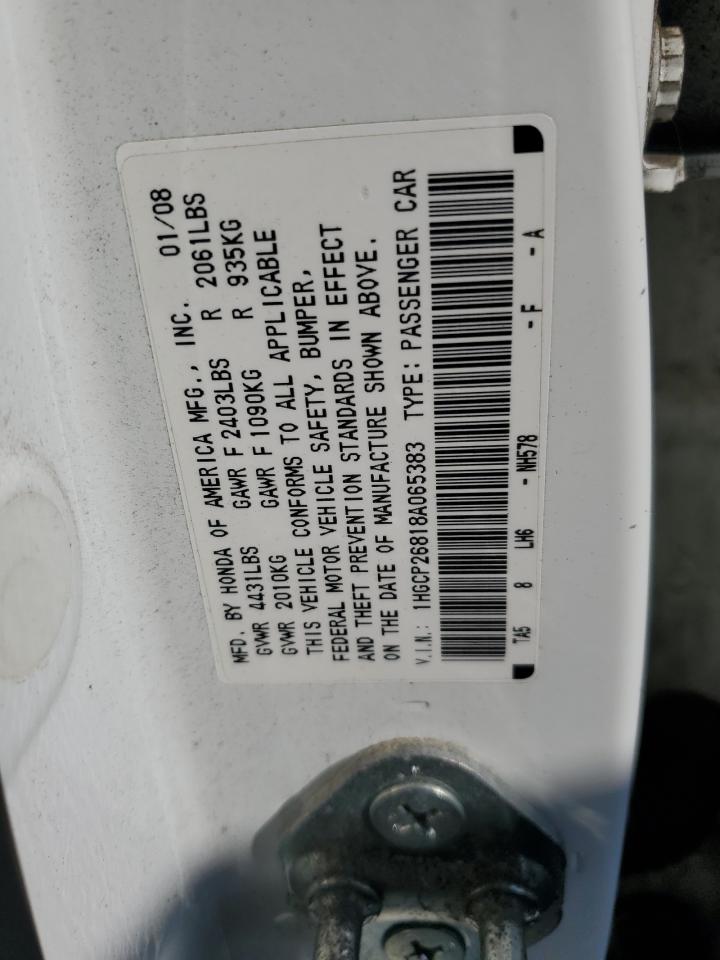 MFD. BY HONDA OF AMERICA MFG., INC. 01/08
GVWR 4431LBS GAWR F 2403LBS R 2061LBS
GVWR 2010KG GAWR F 1090KG R 935KG
THIS VEHICLE CONFORMS TO ALL APPLICABLE
FEDERAL MOTOR VEHICLE SAFETY, BUMPER,
AND THEFT PREVENTION STANDARDS IN EFFECT
ON THE DATE OF MANUFACTURE SHOWN ABOVE.
V.I.N.: 1HGCP26818A065383 TYPE: PASSENGER CAR
TA5 8 LH6 - NH578 - F - A